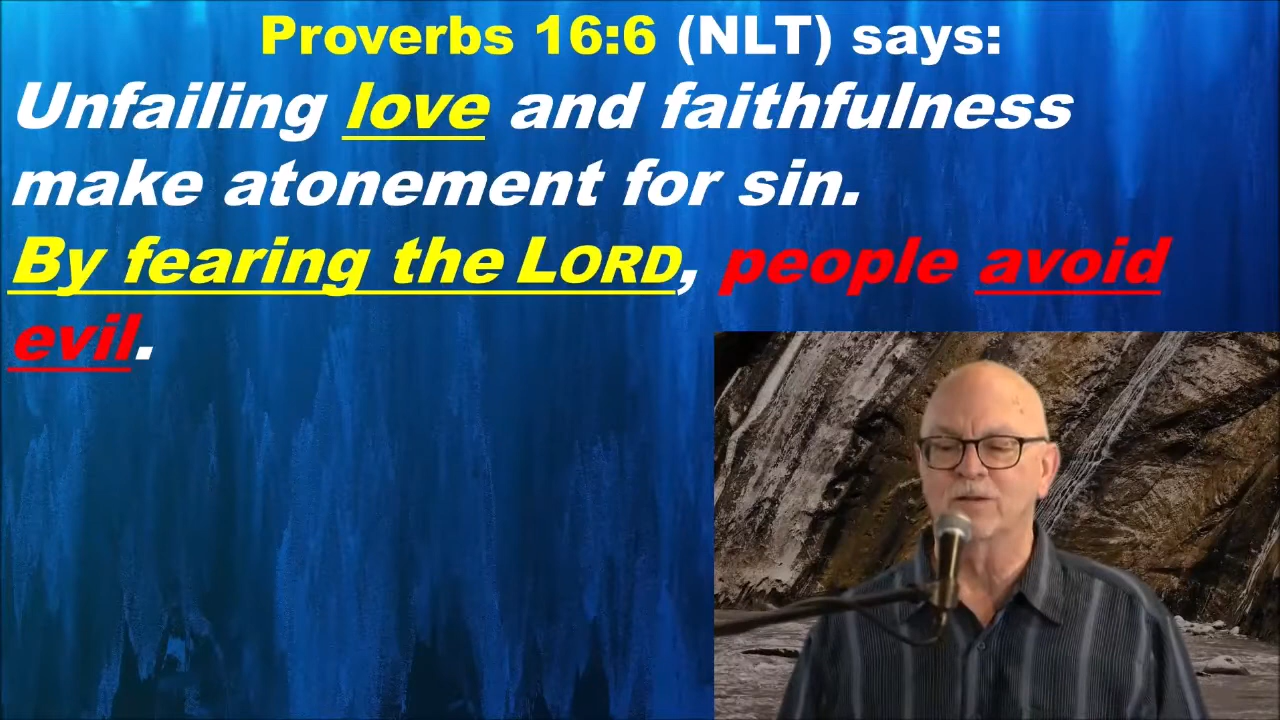 Proverbs 16:6 (NLT) says:
Unfailing love and faithfulness
make atonement for sin.
By fearing the LORD, people avoid
evil.